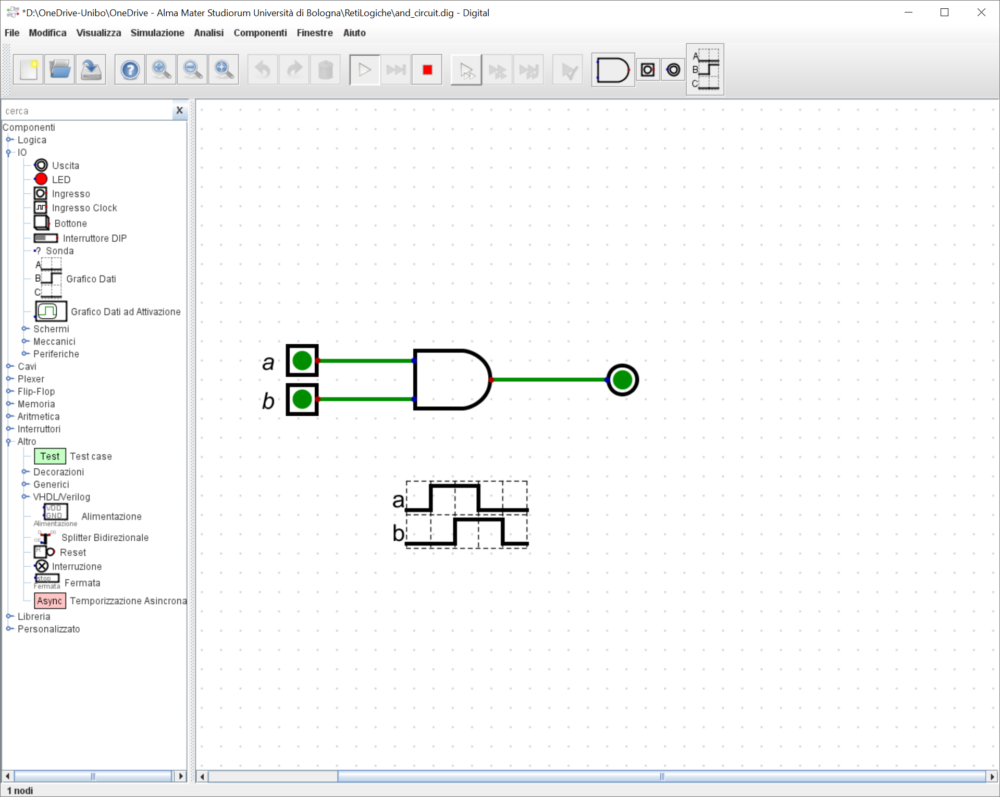 *D:\OneDrive-Unibo\OneDrive - Alma Mater Studiorum Università di Bologna\RetiLogiche\and_circuit.dig - Digital
File Modifica Visualizza Simulazione Analisi Componenti Finestre Aiuto
A
B
C
cerca X
Componenti
Logica
IO
Uscita
LED
Ingresso
Ingresso Clock
Bottone
Interruttore DIP
? Sonda
A
B Grafico Dati
C
Grafico Dati ad Attivazione
Schermi
Meccanici
Periferiche
Cavi
Plexer
Flip-Flop
Memoria
Aritmetica
Interruttori
Altro
Test Test case
Decorazioni
Generici
VHDL/Verilog
VDD
GND Alimentazione
Alimentazione
Splitter Bidirezionale
R Reset
Interruzione
stop Fermata
Fermata
Async Temporizzazione Asincrona
Libreria
Personalizzato
a
b
a
b
1 nodi